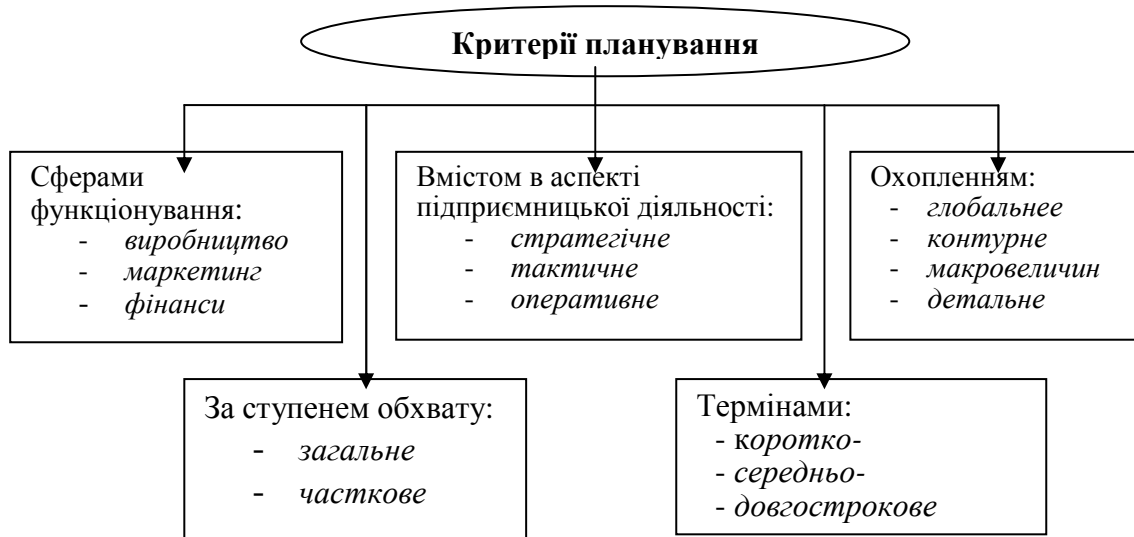 Критерії планування
Сферами
функціонування:
- виробництво
- маркетинг
- фінанси
Вмістом в аспекті
підприємницької діяльності:
- стратегічне
- тактичне
- оперативне
Охопленням:
- глобальнее
- контурне
- макровеличин
- детальне
За ступенем обхвату:
- загальне
- часткове
Термінами:
- коротко-
- середньо-
- довгострокове